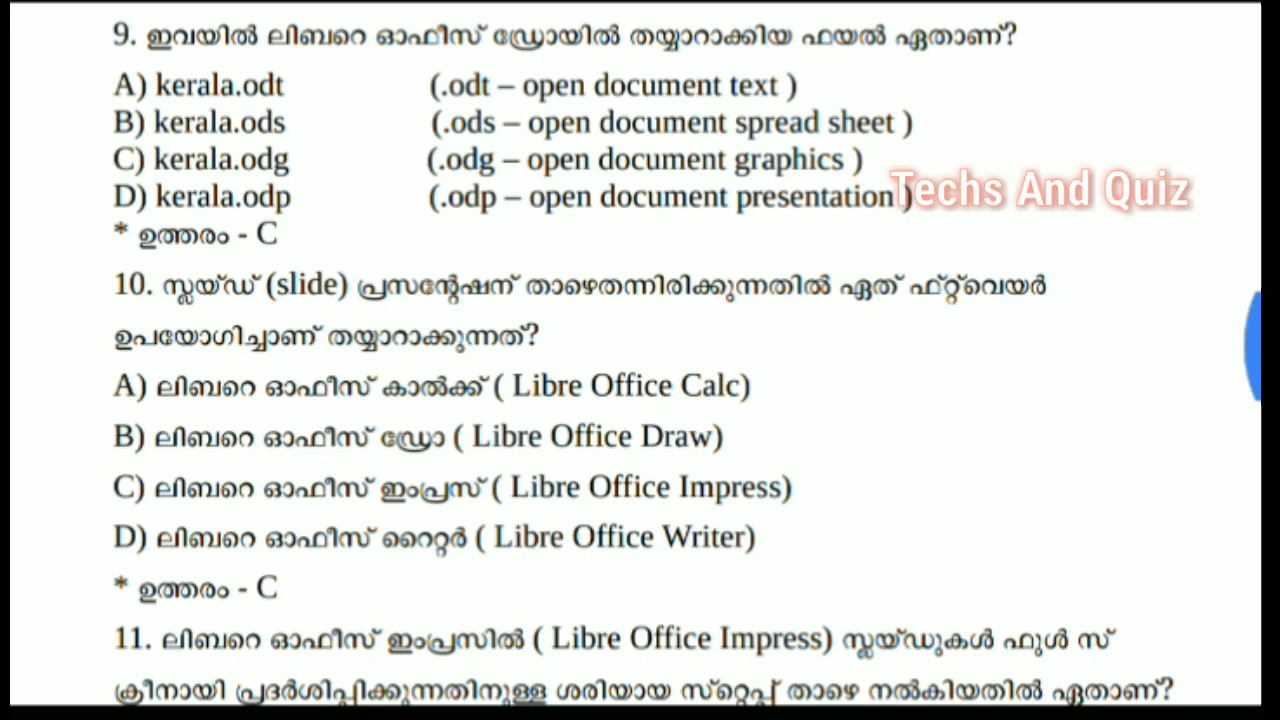 9. ഇവയിൽ ലിബറെ ഓഫീസ് ഡ്രോയിൽ തയ്യാറാക്കിയ ഫയൽ ഏതാണ്?
A) kerala.odt (.odt – open document text )
B) kerala.ods (.ods – open document spread sheet )
C) kerala.odg (.odg – open document graphics )
D) kerala.odp (.odp – open document presentation )
Techs And Quiz
* ഉത്തരം - C
10. സ്ലയ്ഡ് (slide) പ്രസന്റേഷന് താഴെതന്നിരിക്കുന്നതിൽ ഏത് ഫ്റ്റ്‌വെയർ
ഉപയോഗിച്ചാണ് തയ്യാറാക്കുന്നത്?
A) ലിബറെ ഓഫീസ് കാൽക്ക് ( Libre Office Calc)
B) ലിബറെ ഓഫീസ് ഡ്രോ ( Libre Office Draw)
C) ലിബറെ ഓഫീസ് ഇംപ്രസ് ( Libre Office Impress)
D) ലിബറെ ഓഫീസ് റൈറ്റർ ( Libre Office Writer)
* ഉത്തരം - C
11. ലിബറെ ഓഫീസ് ഇംപ്രസിൽ ( Libre Office Impress) സ്ലയ്ഡുകൾ ഫുൾ സ്
ക്രീനായി പ്രദർശിപ്പിക്കുന്നതിനുള്ള ശരിയായ സ്റ്റെപ്പ് താഴെ നൽകിയതിൽ ഏതാണ്?